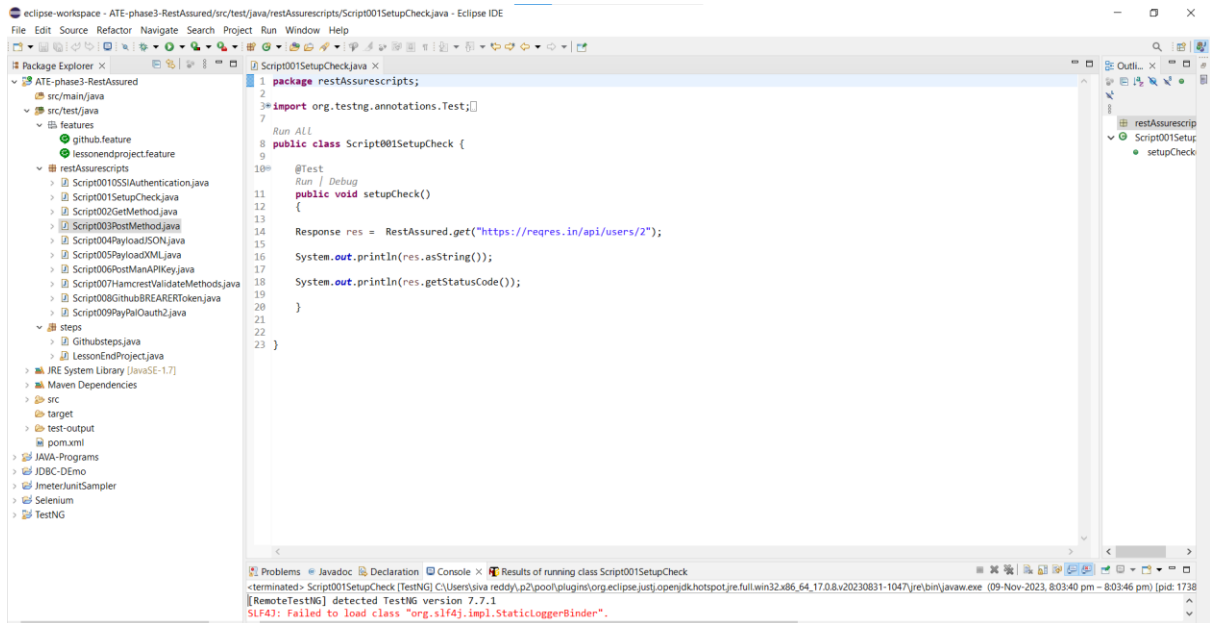 eclipse-workspace - ATE-phase3-RestAssured/src/test/java/restAssurescripts/Script001SetupCheck.java - Eclipse IDE
File Edit Source Refactor Navigate Search Project Run Window Help
Package Explorer
ATE-phase3-RestAssured
src/main/java
src/test/java
features
github.feature
lessonendproject.feature
restAssurescripts
Script0010SSIAuthentication.java
Script001SetupCheck.java
Script002GetMethod.java
Script003PostMethod.java
Script004PayloadJSON.java
Script005PayloadXML.java
Script006PostManAPIKey.java
Script007HamcrestValidateMethods.java
Script008GithubBREARERToken.java
Script009PayPalOauth2.java
steps
Githubsteps.java
LessonEndProject.java
JRE System Library [JavaSE-1.7]
Maven Dependencies
src
target
test-output
pom.xml
JAVA-Programs
JDBC-DEmo
JmeterJunitSampler
Selenium
TestNG
Script001SetupCheck.java
1 package restAssurescripts;
2
3 import org.testng.annotations.Test;
7
Run All
8 public class Script001SetupCheck {
9
10 @Test
Run | Debug
11 public void setupCheck()
12 {
13
14 Response res = RestAssured.get("https://reqres.in/api/users/2");
15
16 System.out.println(res.asString());
17
18 System.out.println(res.getStatusCode());
19
20 }
21
22
23 }
Outli...
restAssurescrip
Script001Setup
setupCheck
Problems Javadoc Declaration Console Results of running class Script001SetupCheck
<terminated> Script001SetupCheck [TestNG] C:\Users\siva reddy\.p2\pool\plugins\org.eclipse.justj.openjdk.hotspot.jre.full.win32.x86_64_17.0.8.v20230831-1047\jre\bin\javaw.exe (09-Nov-2023, 8:03:40 pm – 8:03:46 pm) [pid: 1738
[RemoteTestNG] detected TestNG version 7.7.1
SLF4J: Failed to load class "org.slf4j.impl.StaticLoggerBinder".